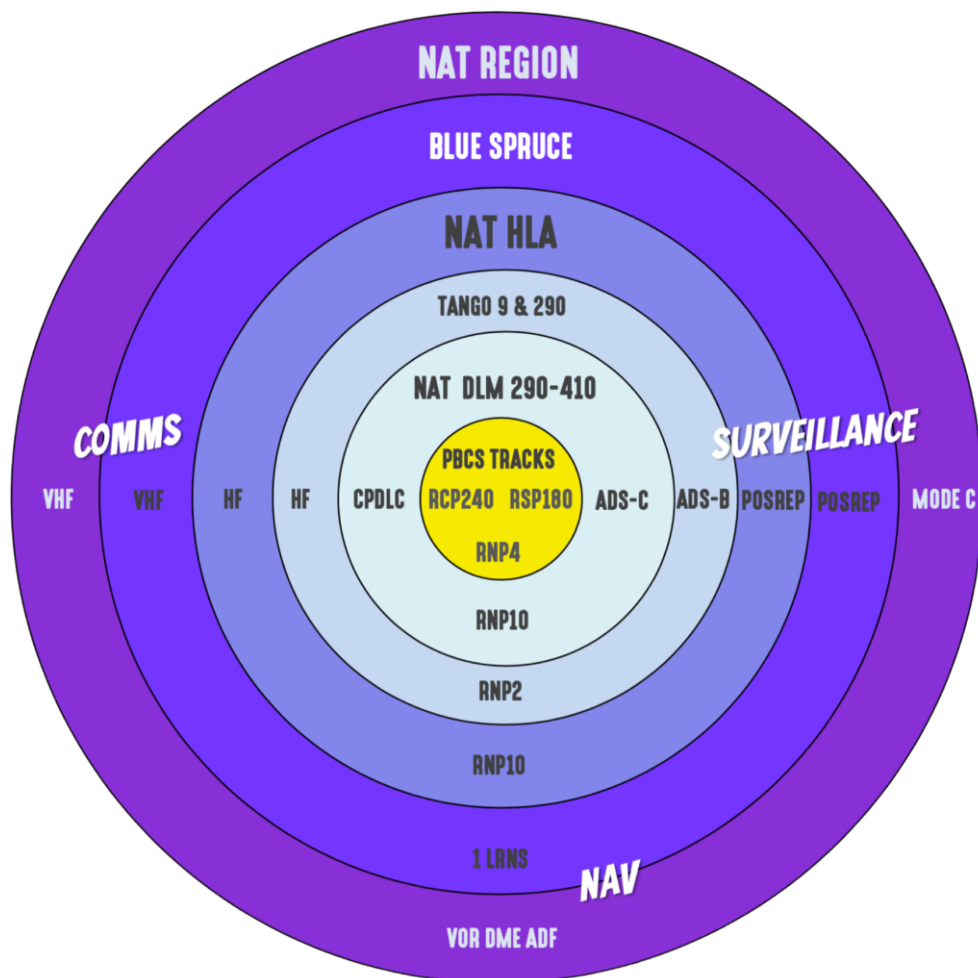 NAT REGION
BLUE SPRUCE
NAT HLA
TANGO 9 & 290
NAT DLM 290-410
COMMS
SURVEILLANCE
PBCS TRACKS
VHF VHF HF HF CPDLC RCP240 RSP180 ADS-C ADS-B POSREP POSREP MODE C
RNP4
RNP10
RNP2
RNP10
1 LRNS
NAV
VOR DME ADF